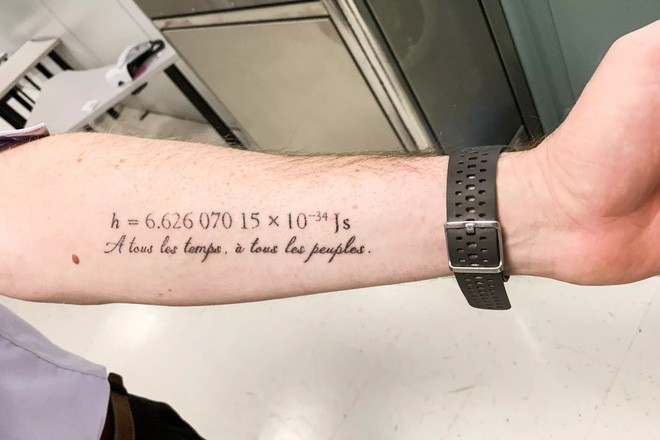 h = 6.626 070 15 × 10⁻³⁴ Js
A tous les temps, à tous les peuples.